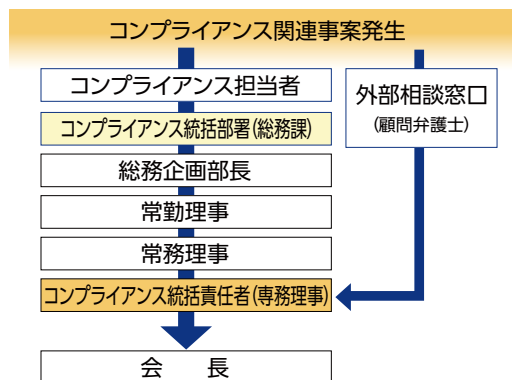 コンプライアンス関連事案発生
コンプライアンス担当者
コンプライアンス統括部署(総務課)
総務企画部長
常勤理事
常務理事
コンプライアンス統括責任者(専務理事)
会　長
外部相談窓口
(顧問弁護士)